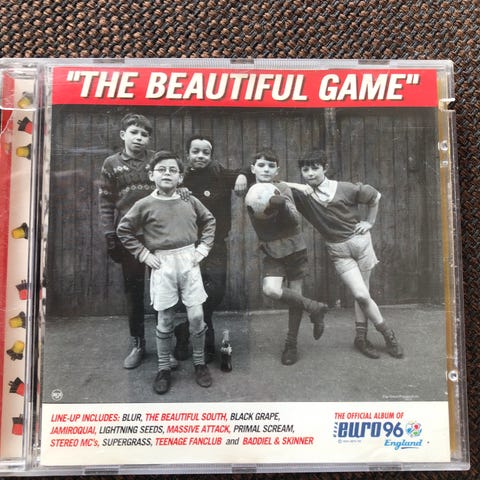 "THE BEAUTIFUL GAME"
LINE-UP INCLUDES: BLUR, THE BEAUTIFUL SOUTH, BLACK GRAPE,
JAMIROQUAI, LIGHTNING SEEDS, MASSIVE ATTACK, PRIMAL SCREAM,
STEREO MC's, SUPERGRASS, TEENAGE FANCLUB and BADDIEL & SKINNER
THE OFFICIAL ALBUM OF
euro96
England